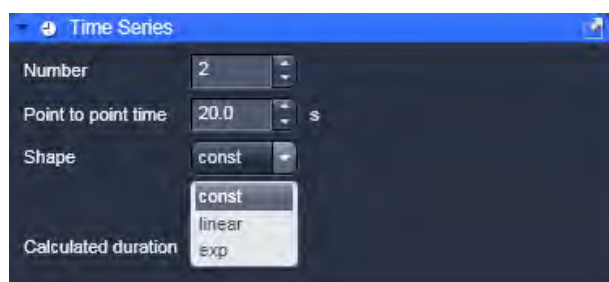 Time Series
Number 2
Point to point time 20.0 s
Shape const
const
linear
Calculated duration exp